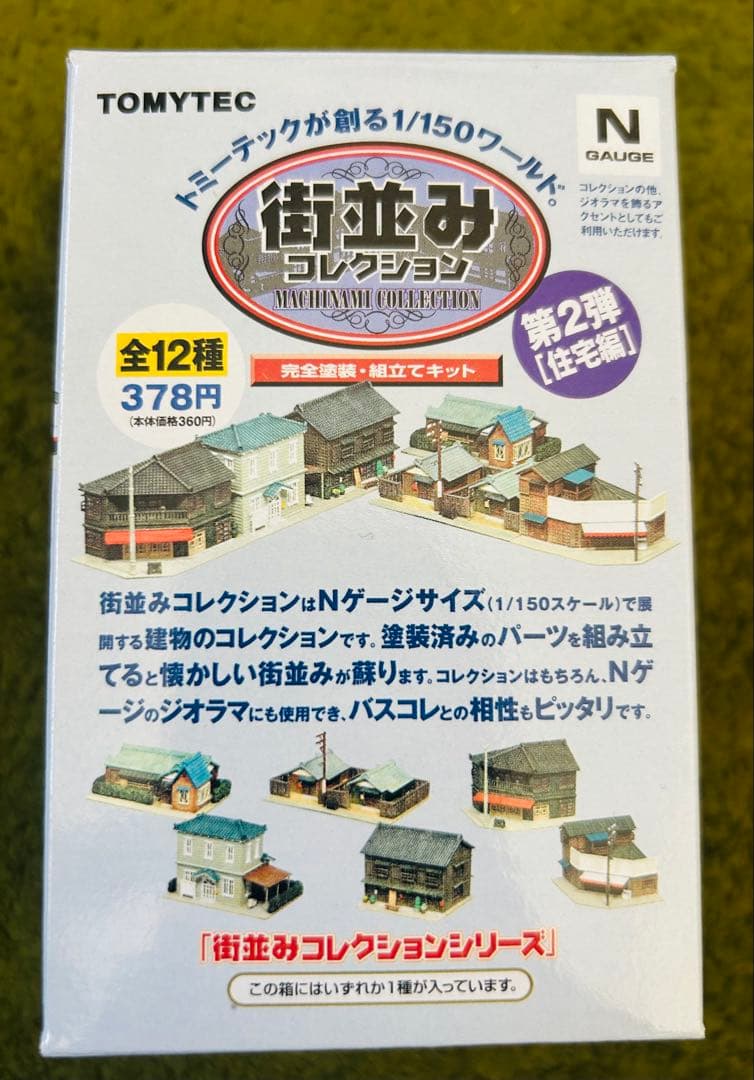 TOMYTEC
トミーテックが創る1/150ワールド。
N
GAUGE
コレクションの他、
ジオラマを飾るア
クセントとしてもご
利用いただけます。
街並み
コレクション
MACHINAMI COLLECTION
第2弾
[住宅編]
全12種
378円
(本体価格360円)
完全塗装・組立てキット
街並みコレクションはNゲージサイズ(1/150スケール)で展
開する建物のコレクションです。塗装済みのパーツを組み立
てると懐かしい街並みが蘇ります。コレクションはもちろん、Nゲ
ージのジオラマにも使用でき、バスコレとの相性もピッタリです。
「街並みコレクションシリーズ」
この箱にはいずれか1種が入っています。